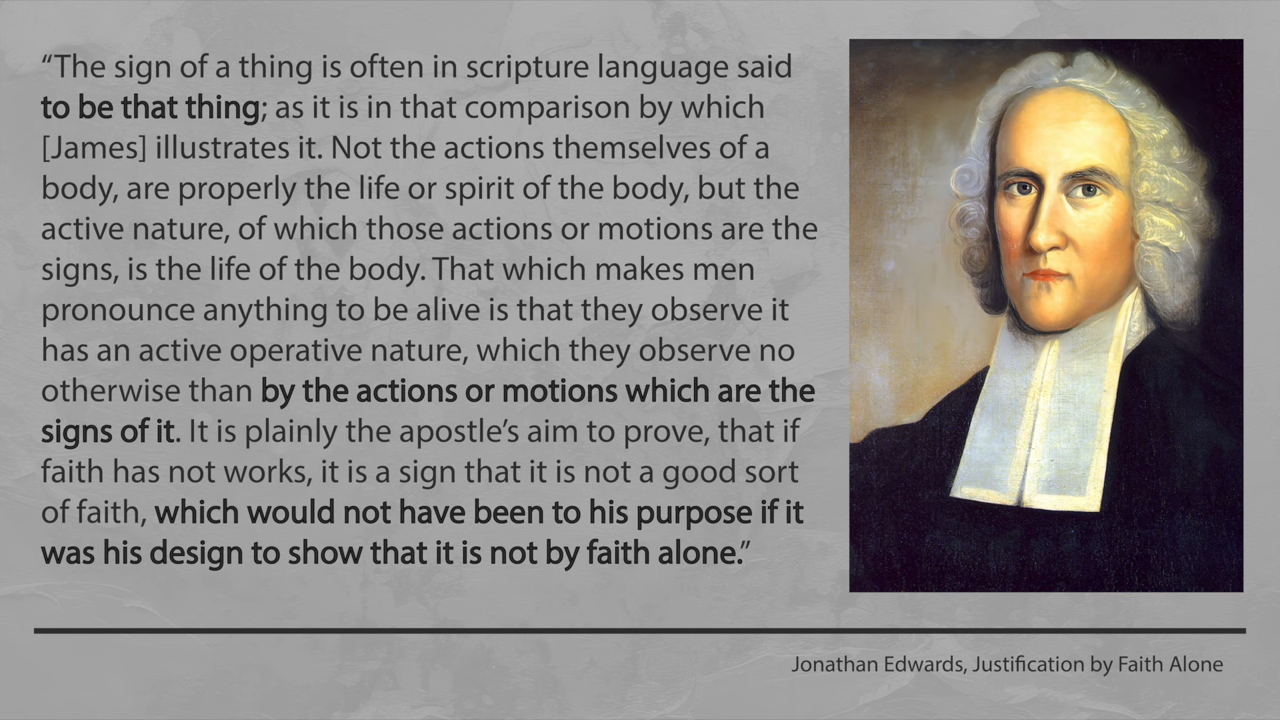 “The sign of a thing is often in scripture language said
to be that thing; as it is in that comparison by which
[James] illustrates it. Not the actions themselves of a
body, are properly the life or spirit of the body, but the
active nature, of which those actions or motions are the
signs, is the life of the body. That which makes men
pronounce anything to be alive is that they observe it
has an active operative nature, which they observe no
otherwise than by the actions or motions which are the
signs of it. It is plainly the apostle’s aim to prove, that if
faith has not works, it is a sign that it is not a good sort
of faith, which would not have been to his purpose if it
was his design to show that it is not by faith alone.”
Jonathan Edwards, Justification by Faith Alone